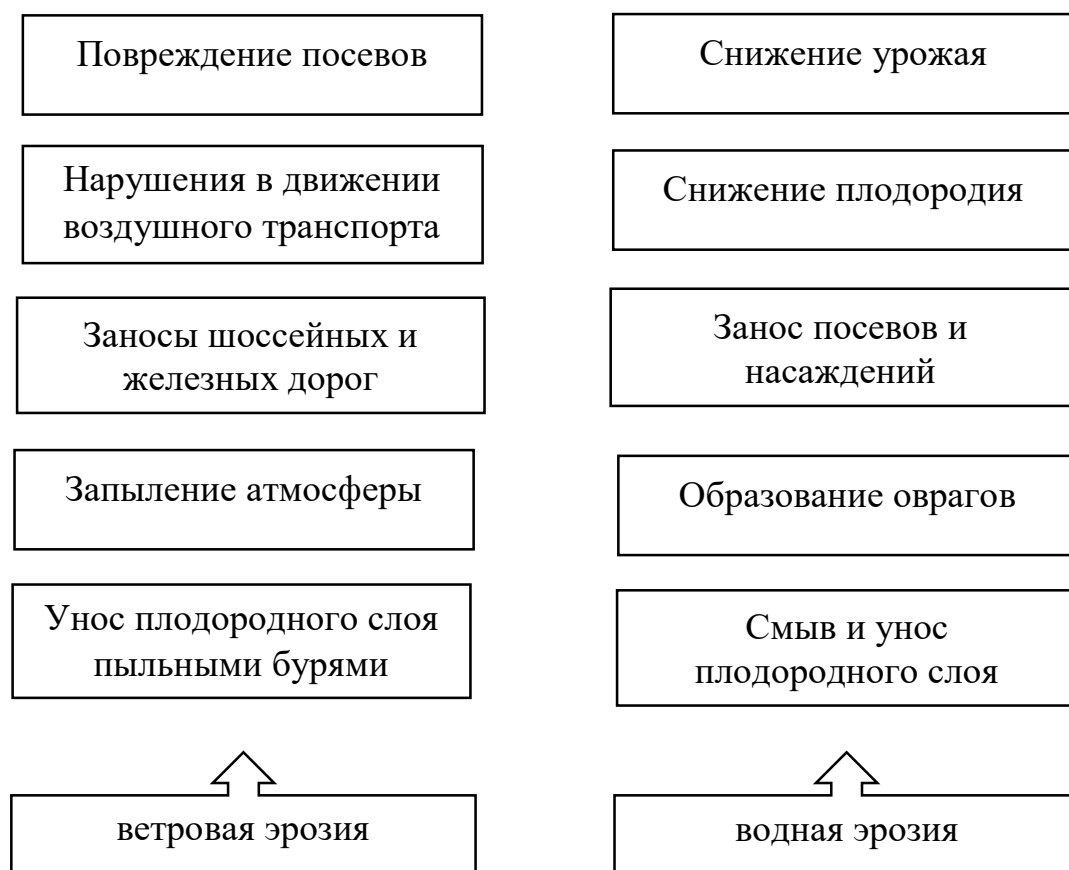 Повреждение посевов
Снижение урожая
Нарушения в движении
воздушного транспорта
Снижение плодородия
Заносы шоссейных и
железных дорог
Занос посевов и
насаждений
Запыление атмосферы
Образование оврагов
Унос плодородного слоя
пыльными бурями
Смыв и унос
плодородного слоя
ветровая эрозия
водная эрозия